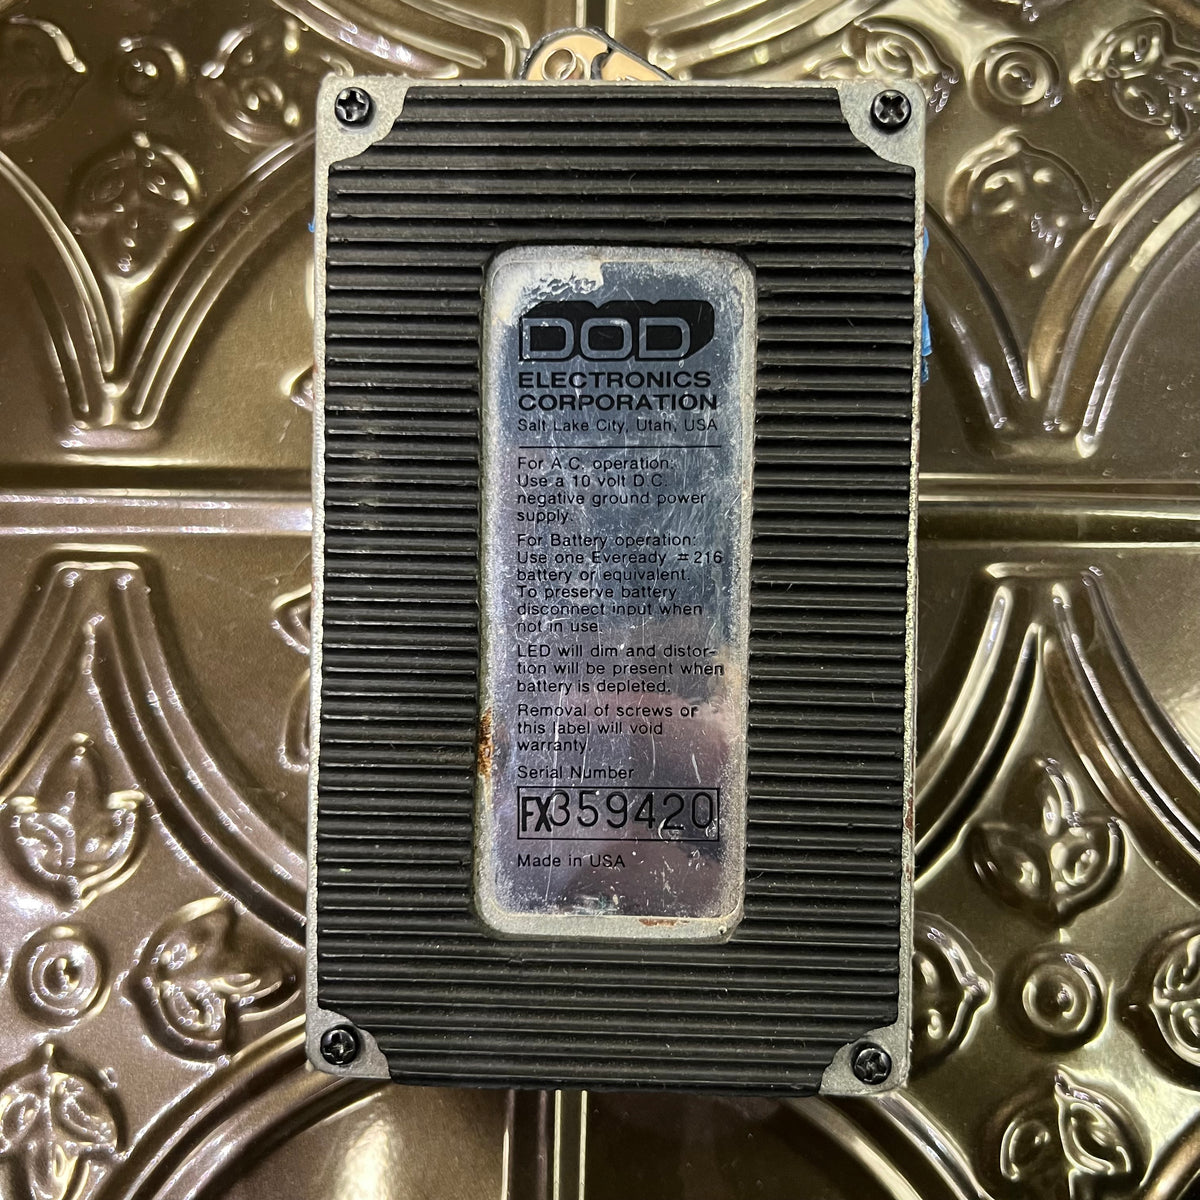 DOD
ELECTRONICS
CORPORATION
Salt Lake City, Utah, USA
For A.C. operation:
Use a 10 volt D.C.
negative ground power
supply.
For Battery operation:
Use one Eveready #216
battery or equivalent.
To preserve battery
disconnect input when
not in use.
LED will dim and distor-
tion will be present when
battery is depleted.
Removal of screws or
this label will void
warranty.
Serial Number
FX359420
Made in USA